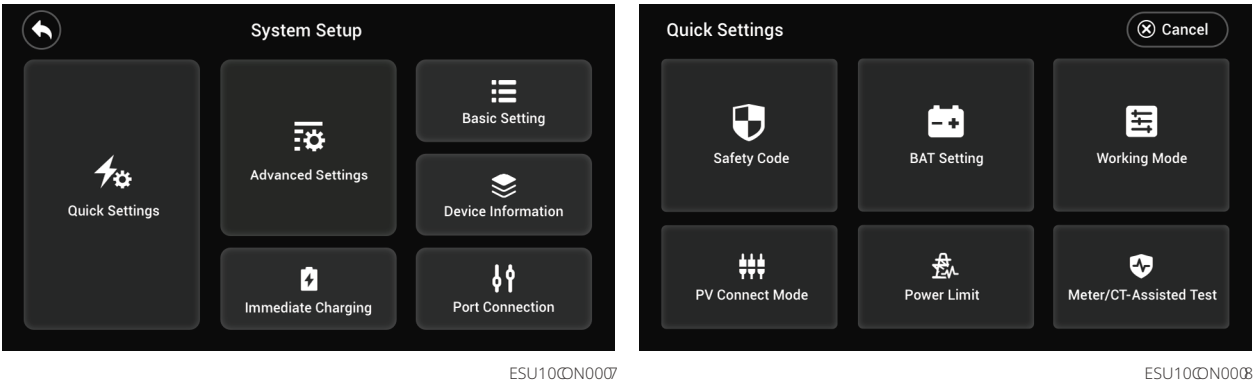 System Setup
Quick Settings
Advanced Settings
Basic Setting
Device Information
Immediate Charging
Port Connection
ESU10CON0007
Quick Settings
Cancel
Safety Code
BAT Setting
Working Mode
PV Connect Mode
Power Limit
Meter/CT-Assisted Test
ESU10CON0008